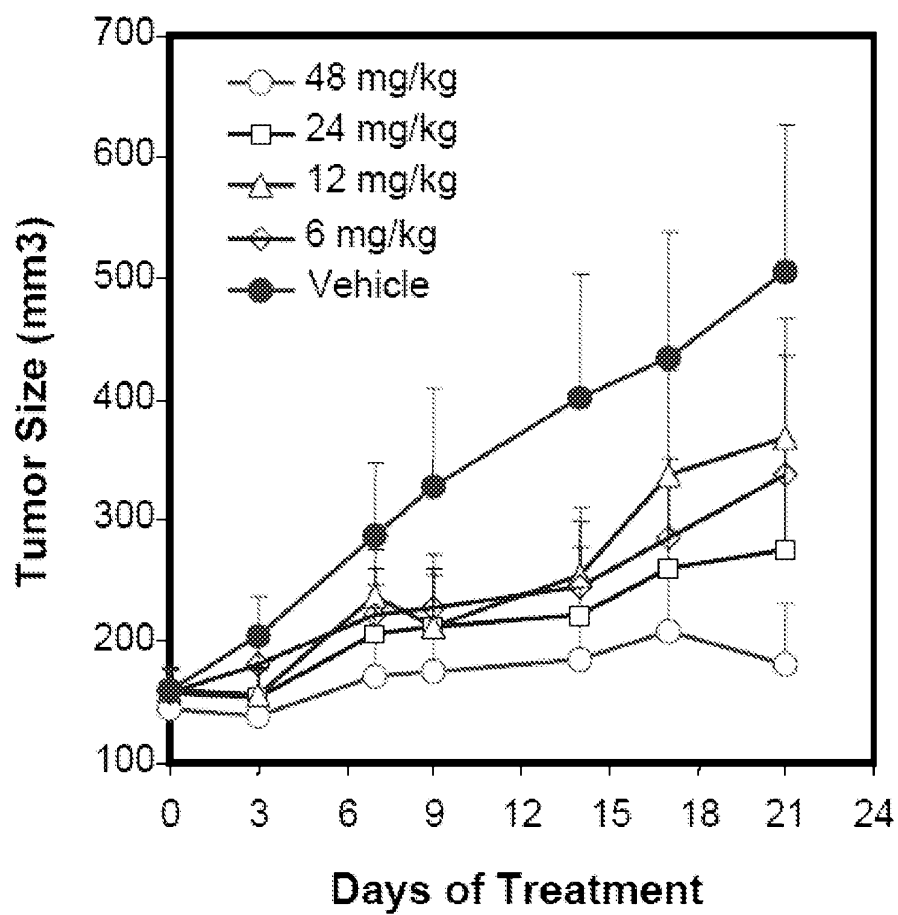 700
600
500
400
300
200
100
Tumor Size (mm3)
48 mg/kg
24 mg/kg
12 mg/kg
6 mg/kg
Vehicle
0 3 6 9 12 15 18 21 24
Days of Treatment